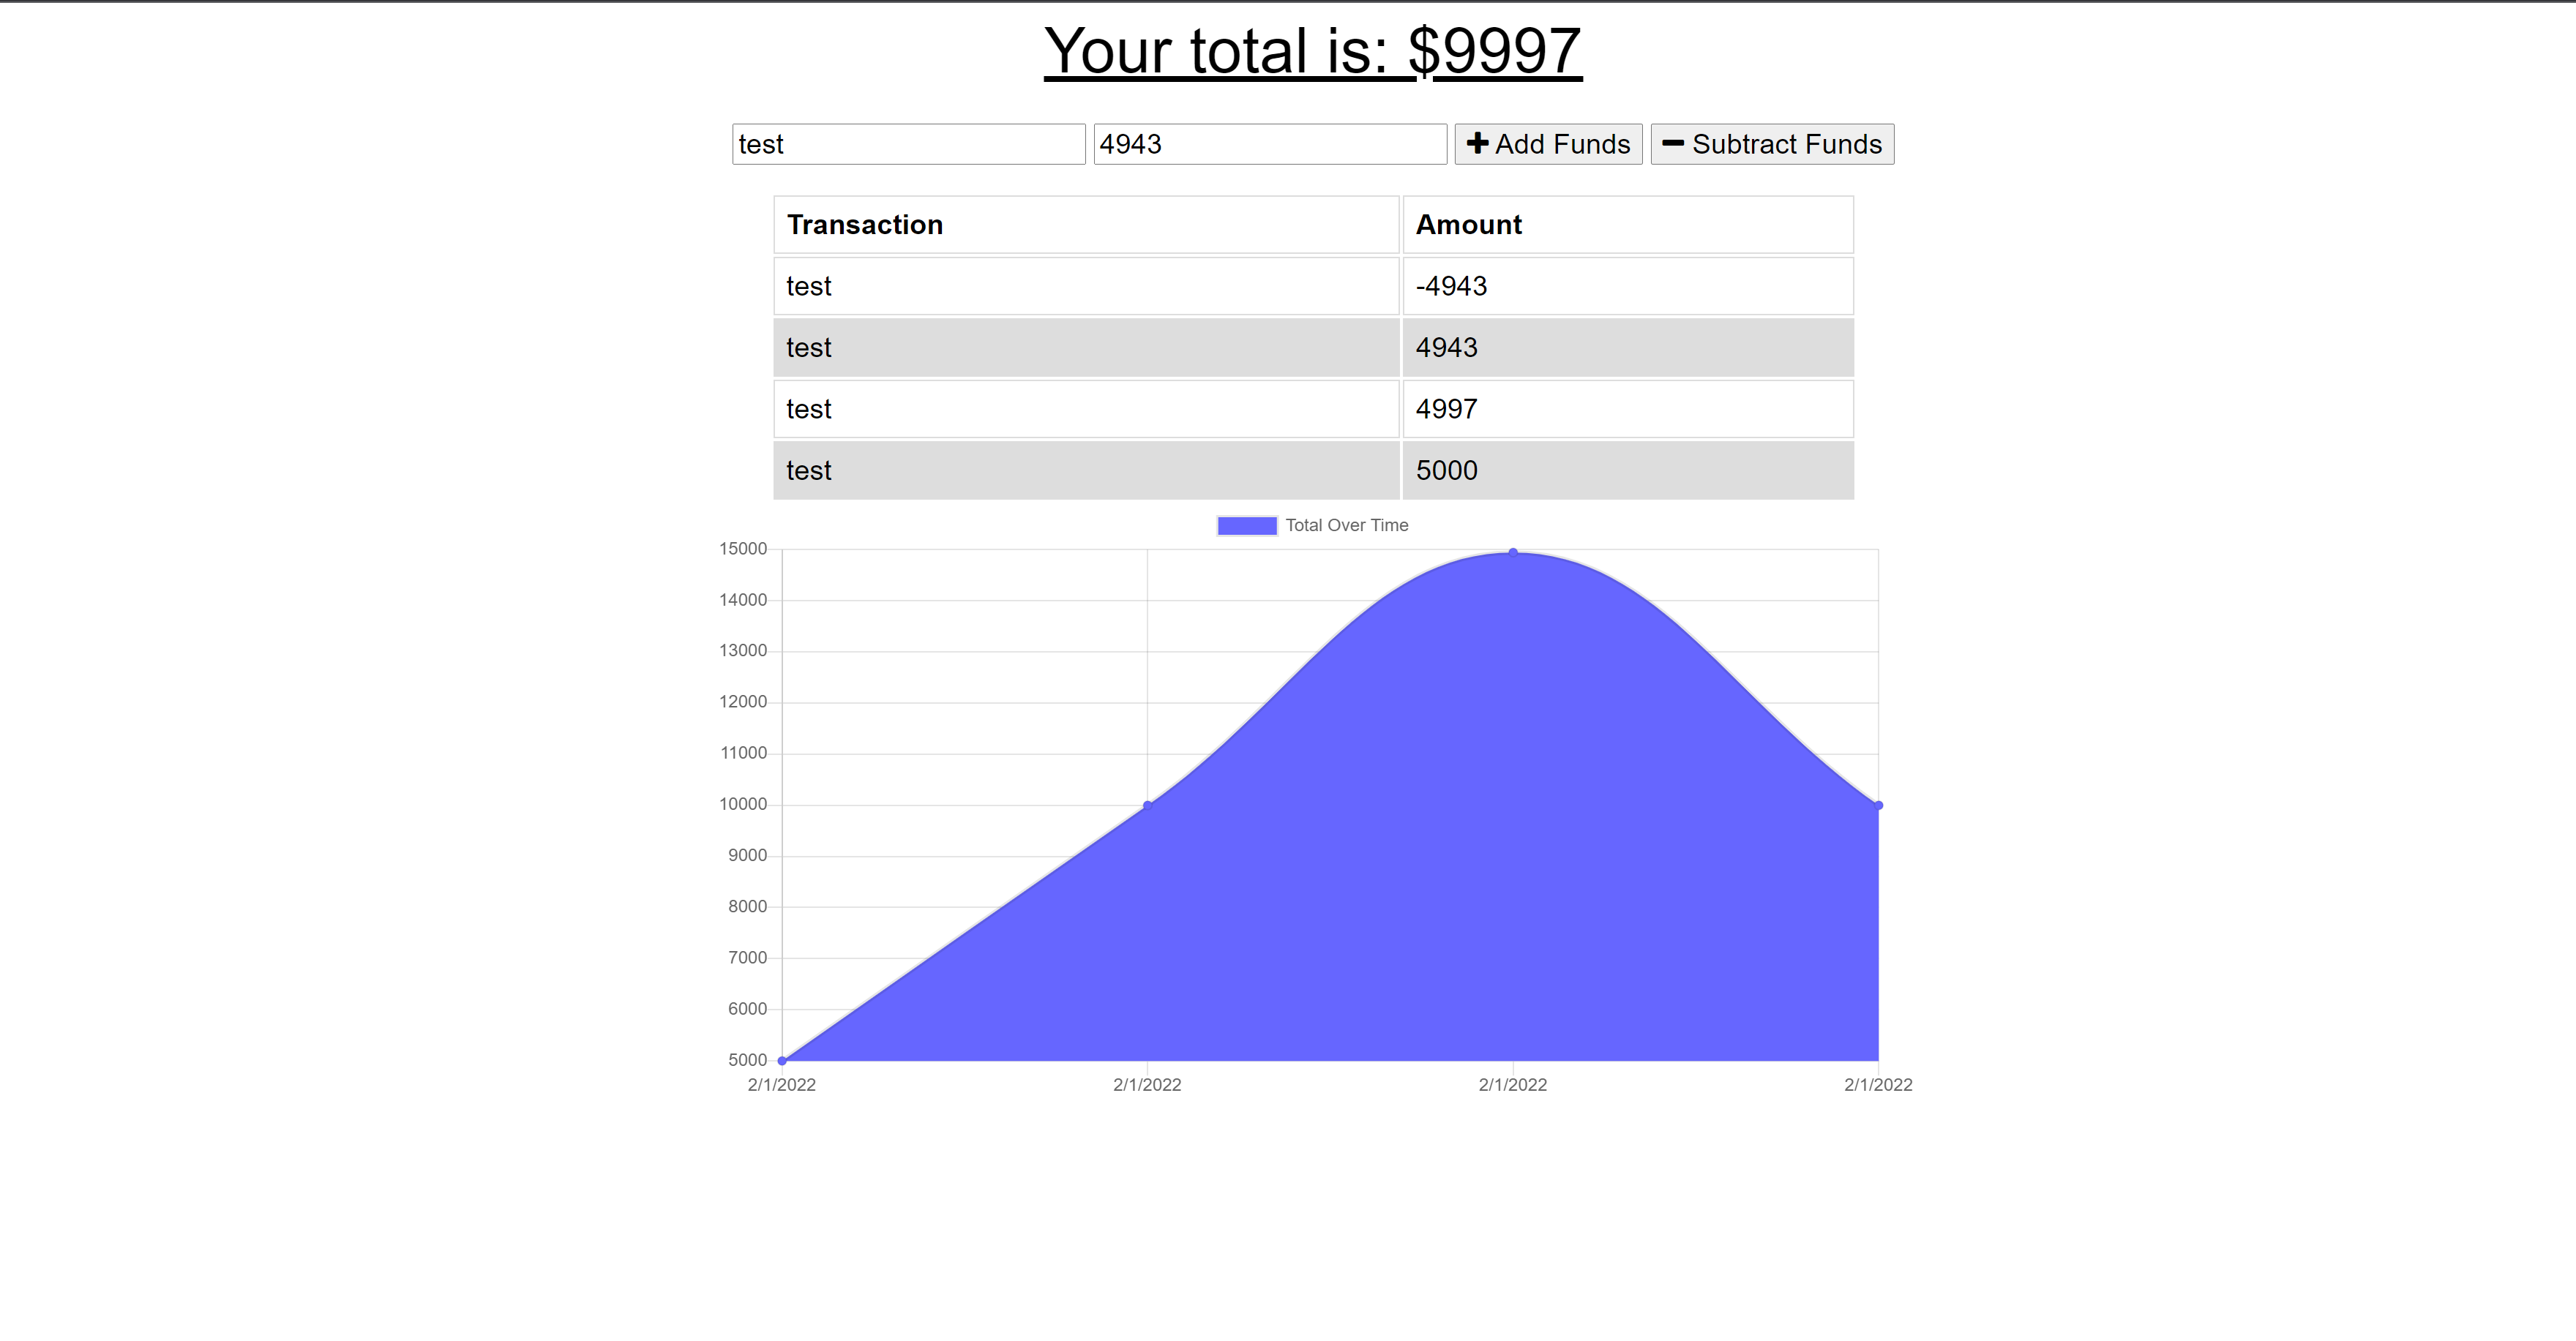 Your total is: $9997
test 4943 Add Funds Subtract Funds
Transaction Amount
test -4943
test 4943
test 4997
test 5000
Total Over Time
15000
14000
13000
12000
11000
10000
9000
8000
7000
6000
5000
2/1/2022 2/1/2022 2/1/2022 2/1/2022